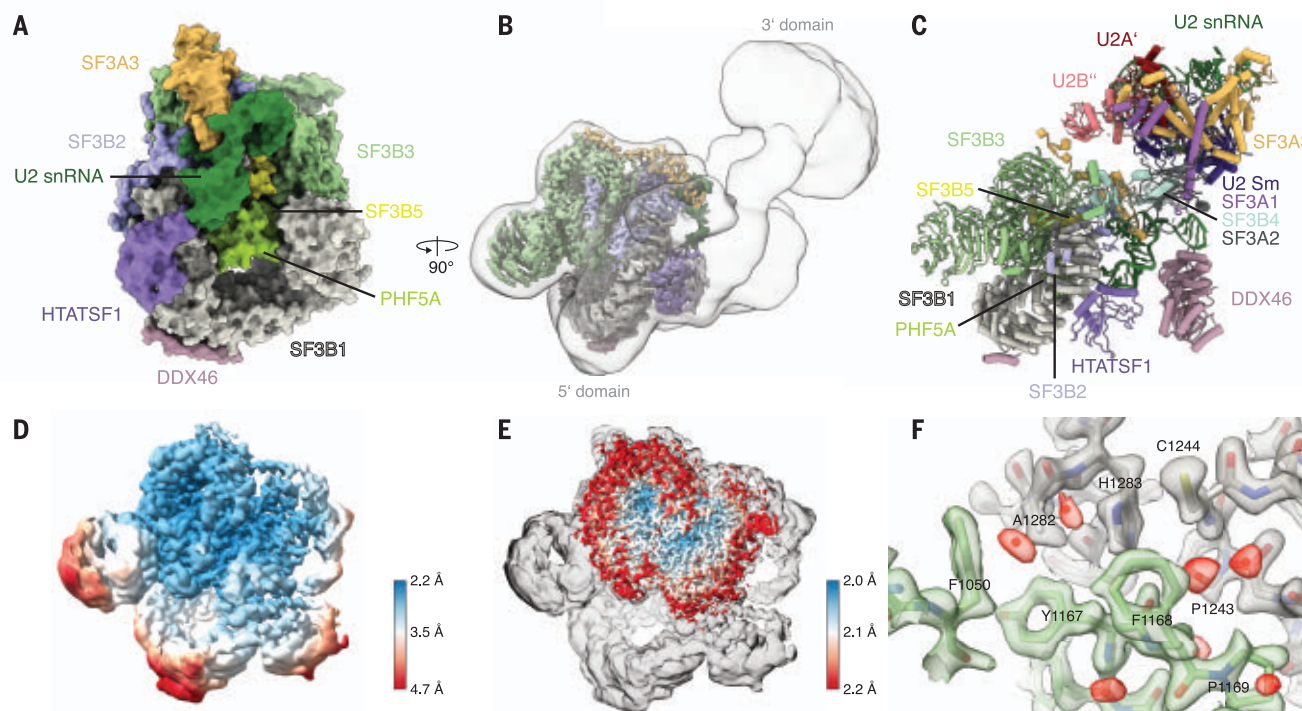 A
SF3A3
SF3B2
U2 snRNA
SF3B3
SF3B5
PHF5A
HTATSF1
SF3B1
DDX46
90°
B
3‘ domain
5‘ domain
C
U2 snRNA
U2A‘
U2B‘‘
SF3B3
SF3A3
SF3B5
U2 Sm
SF3A1
SF3B4
SF3A2
SF3B1
PHF5A
DDX46
HTATSF1
SF3B2
D
2.2 Å
3.5 Å
4.7 Å
E
2.0 Å
2.1 Å
2.2 Å
F
C1244
H1283
A1282
F1050
Y1167
F1168
P1243
P1169